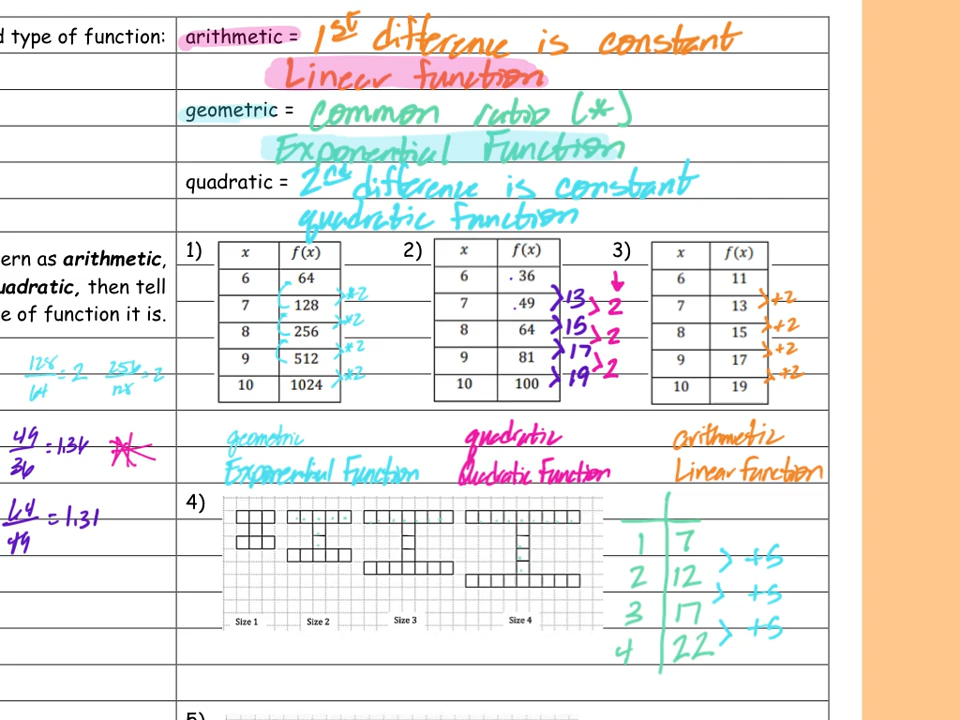 d type of function:
arithmetic = 1st difference is constant
Linear function
geometric = common ratio (*)
Exponential Function
quadratic = 2nd difference is constant
quadratic function
ern as arithmetic,
uadratic, then tell
e of function it is.
128/64 = 2 256/128 = 2
49/36 = 1.36
64/49 = 1.31
1)
x f(x)
6 64
7 128
8 256
9 512
10 1024
*2
*2
*2
*2
geometric
Exponential Function
2)
x f(x)
6 36
7 49
8 64
9 81
10 100
13
15
17
19
2
2
2
quadratic
Quadratic Function
3)
x f(x)
6 11
7 13
8 15
9 17
10 19
+2
+2
+2
+2
arithmetic
Linear Function
4)
Size 1 Size 2 Size 3 Size 4
1 7
2 12
3 17
4 22
+5
+5
+5
5)